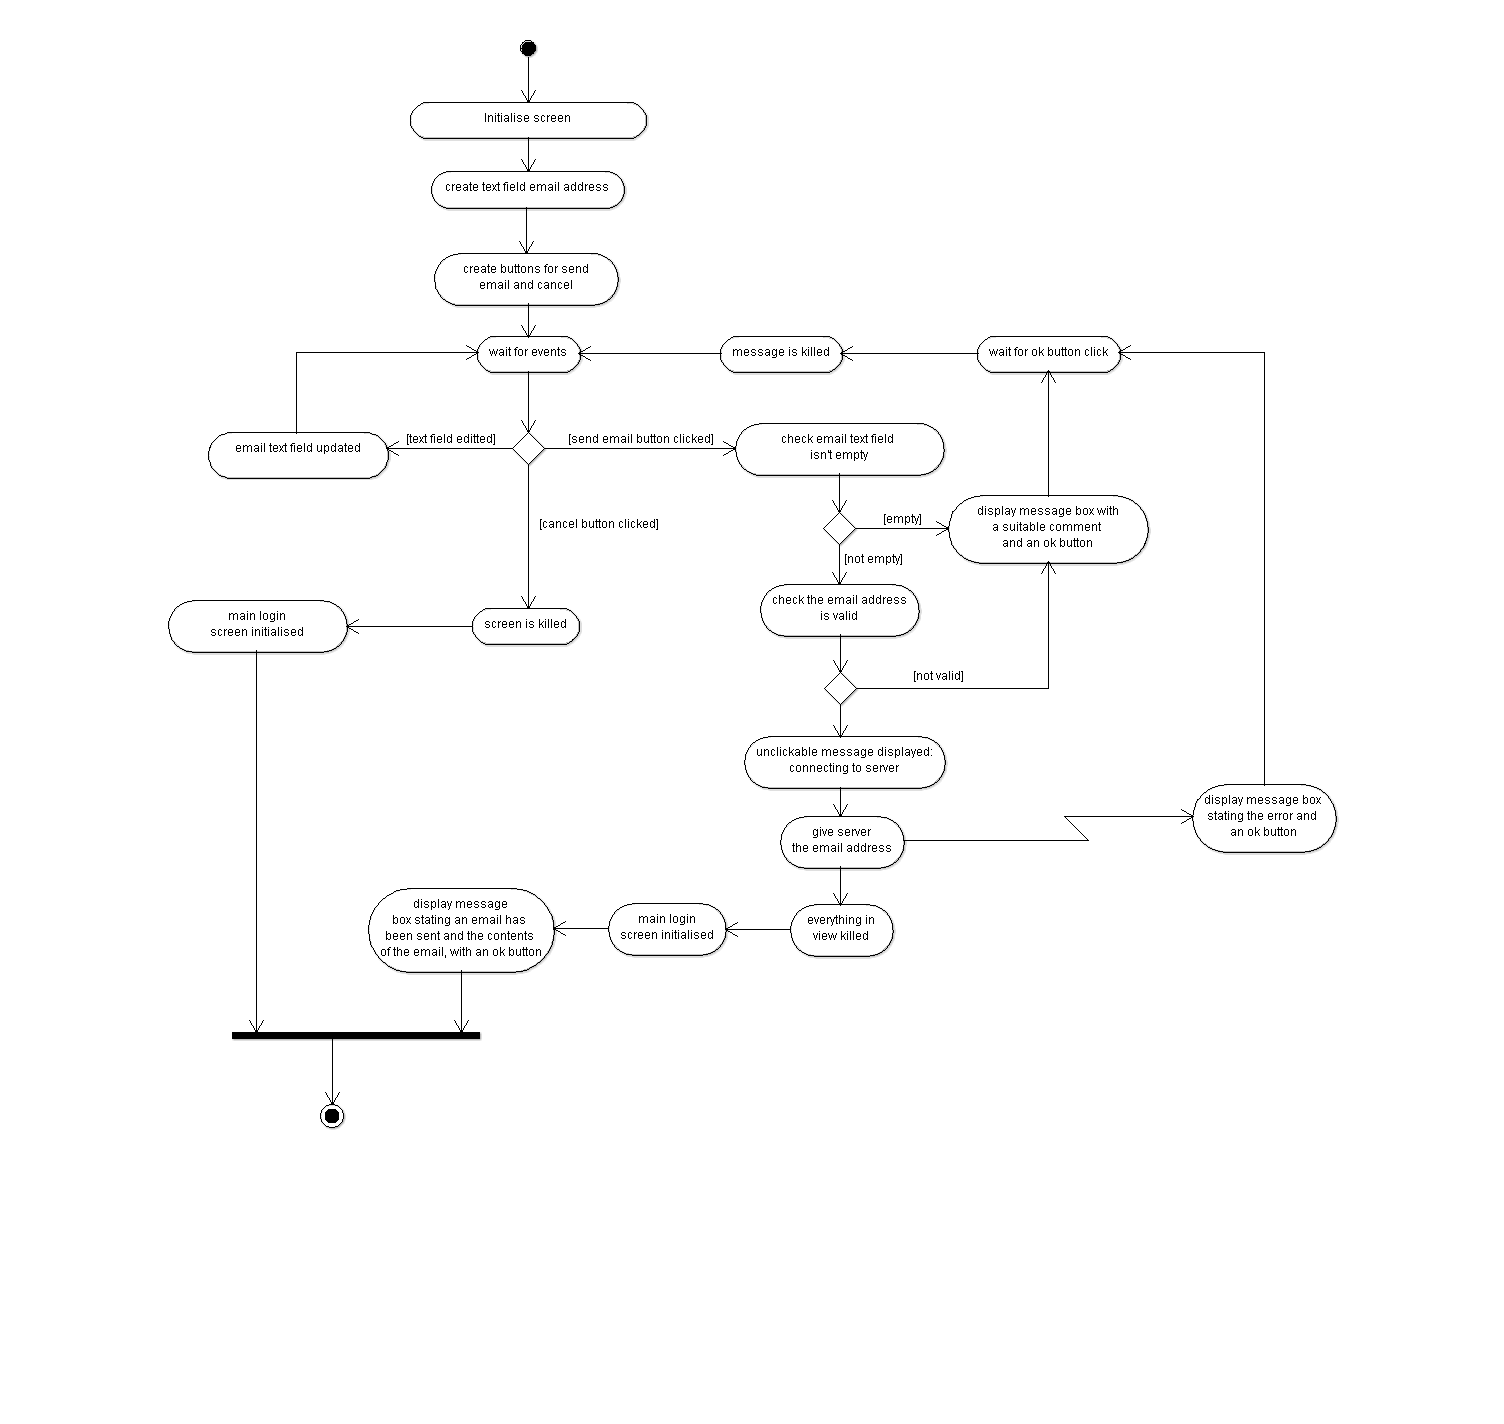 Initialise screen
create text field email address
create buttons for send
email and cancel
wait for events
message is killed
wait for ok button click
email text field updated
[text field editted]
[send email button clicked]
check email text field
isn't empty
[cancel button clicked]
[empty]
display message box with
a suitable comment
and an ok button
[not empty]
check the email address
is valid
main login
screen initialised
screen is killed
[not valid]
unclickable message displayed:
connecting to server
display message box
stating the error and
an ok button
give server
the email address
display message
box stating an email has
been sent and the contents
of the email, with an ok button
main login
screen initialised
everything in
view killed